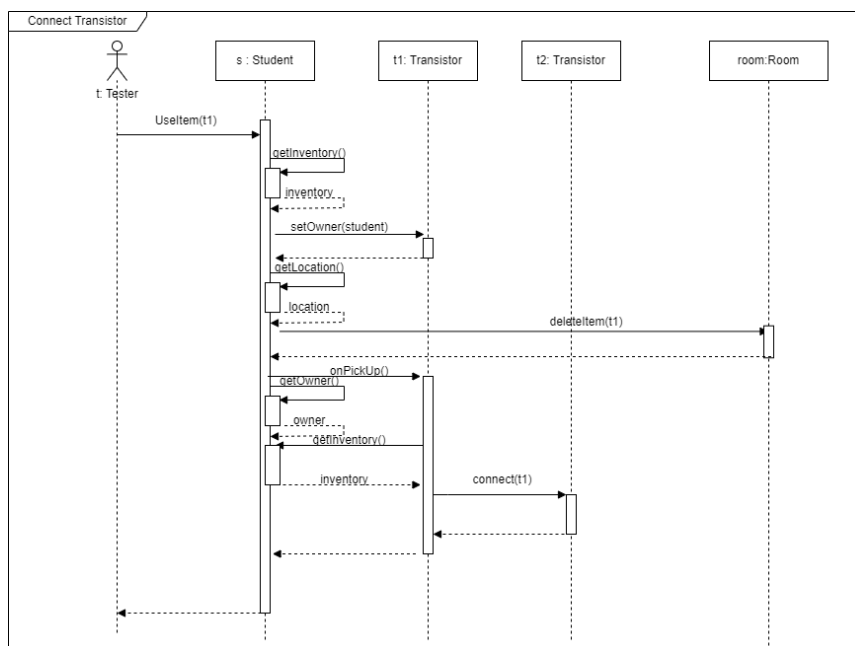 Connect Transistor
s : Student
t1: Transistor
t2: Transistor
room:Room
t: Tester
UseItem(t1)
getInventory()
inventory
setOwner(student)
getLocation()
location
deleteItem(t1)
onPickUp()
getOwner()
owner
getInventory()
inventory
connect(t1)